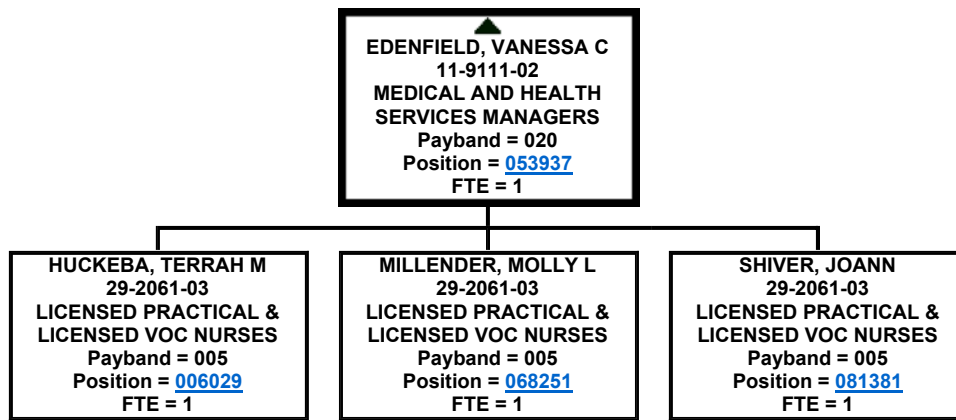 EDENFIELD, VANESSA C
11-9111-02
MEDICAL AND HEALTH
SERVICES MANAGERS
Payband = 020
Position = 053937
FTE = 1
HUCKEBA, TERRAH M
29-2061-03
LICENSED PRACTICAL &
LICENSED VOC NURSES
Payband = 005
Position = 006029
FTE = 1
MILLENDER, MOLLY L
29-2061-03
LICENSED PRACTICAL &
LICENSED VOC NURSES
Payband = 005
Position = 068251
FTE = 1
SHIVER, JOANN
29-2061-03
LICENSED PRACTICAL &
LICENSED VOC NURSES
Payband = 005
Position = 081381
FTE = 1